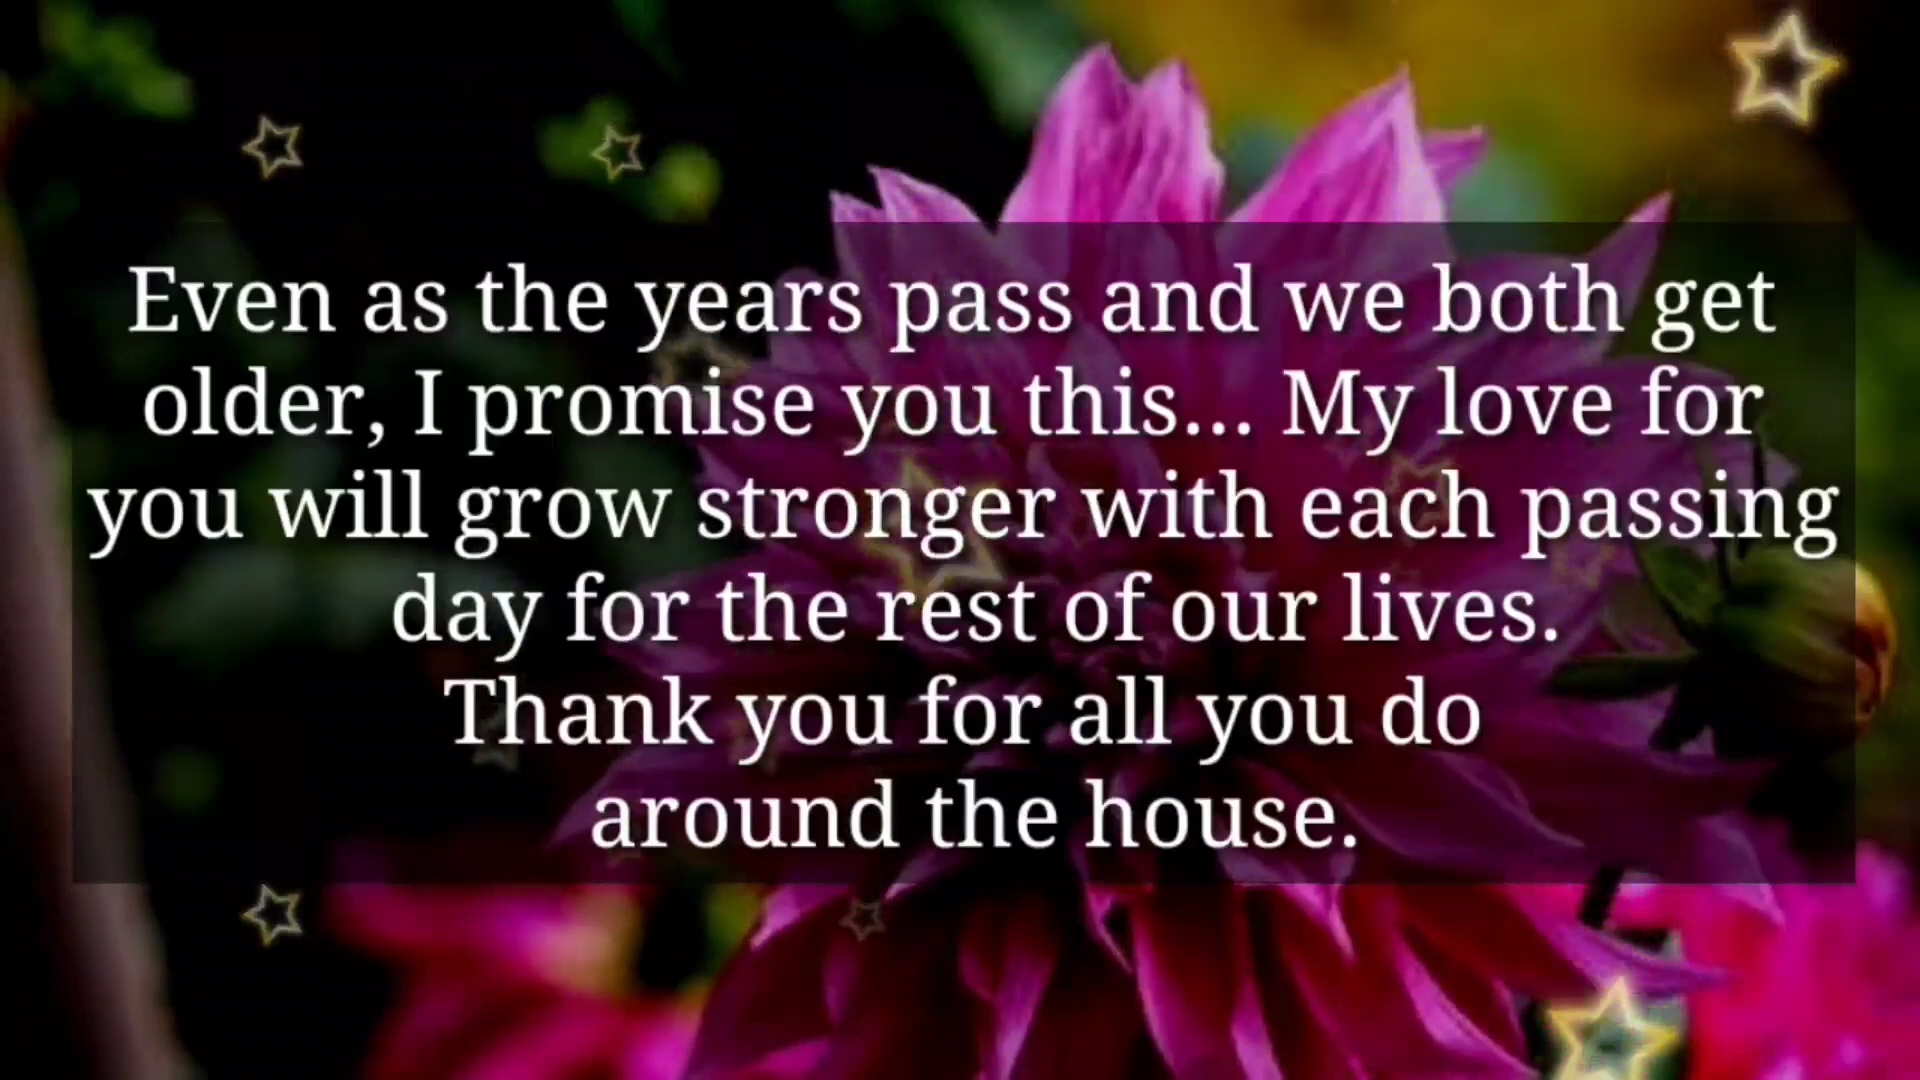 Even as the years pass and we both get
older, I promise you this... My love for
you will grow stronger with each passing
day for the rest of our lives.
Thank you for all you do
around the house.